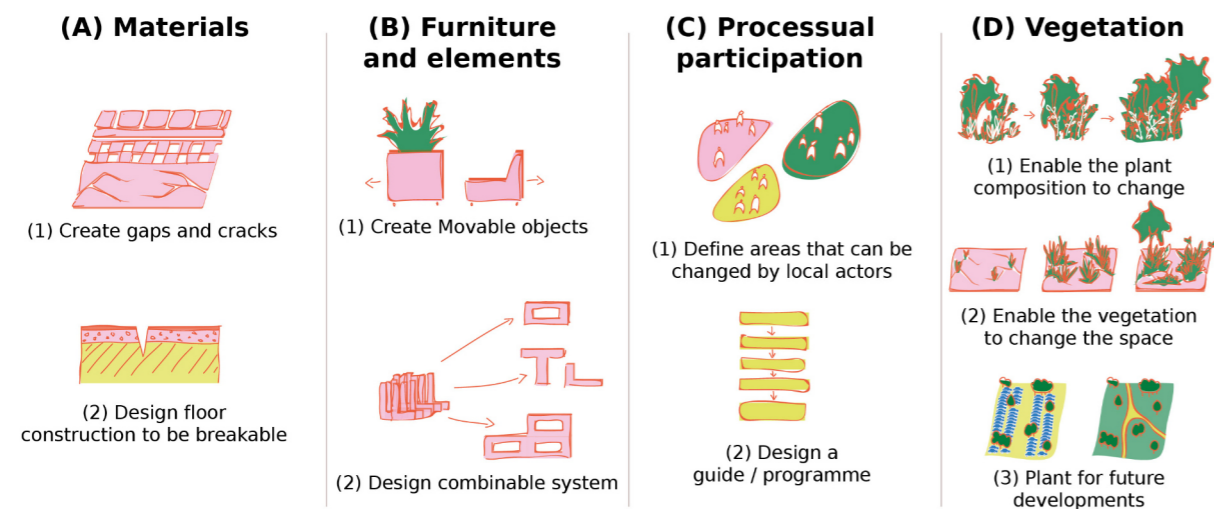 (A) Materials
(1) Create gaps and cracks
(2) Design floor
construction to be breakable
(B) Furniture
and elements
(1) Create Movable objects
(2) Design combinable system
(C) Processual
participation
(1) Define areas that can be
changed by local actors
(2) Design a
guide / programme
(D) Vegetation
(1) Enable the plant
composition to change
(2) Enable the vegetation
to change the space
(3) Plant for future
developments